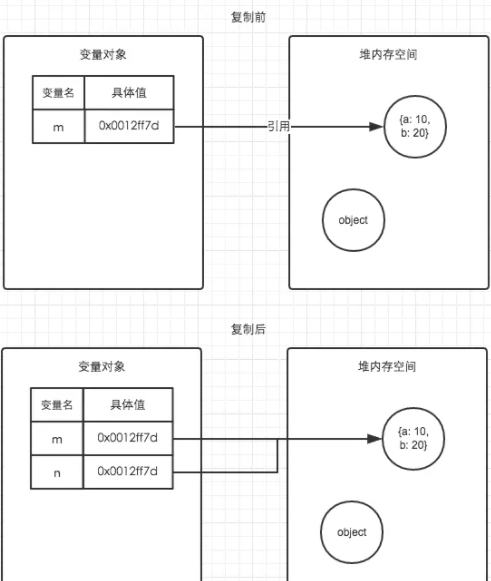 复制前
变量对象
堆内存空间
变量名 具体值
m 0x0012ff7d
引用
{a: 10,
b: 20}
object
复制后
变量对象
堆内存空间
变量名 具体值
m 0x0012ff7d
n 0x0012ff7d
{a: 10,
b: 20}
object